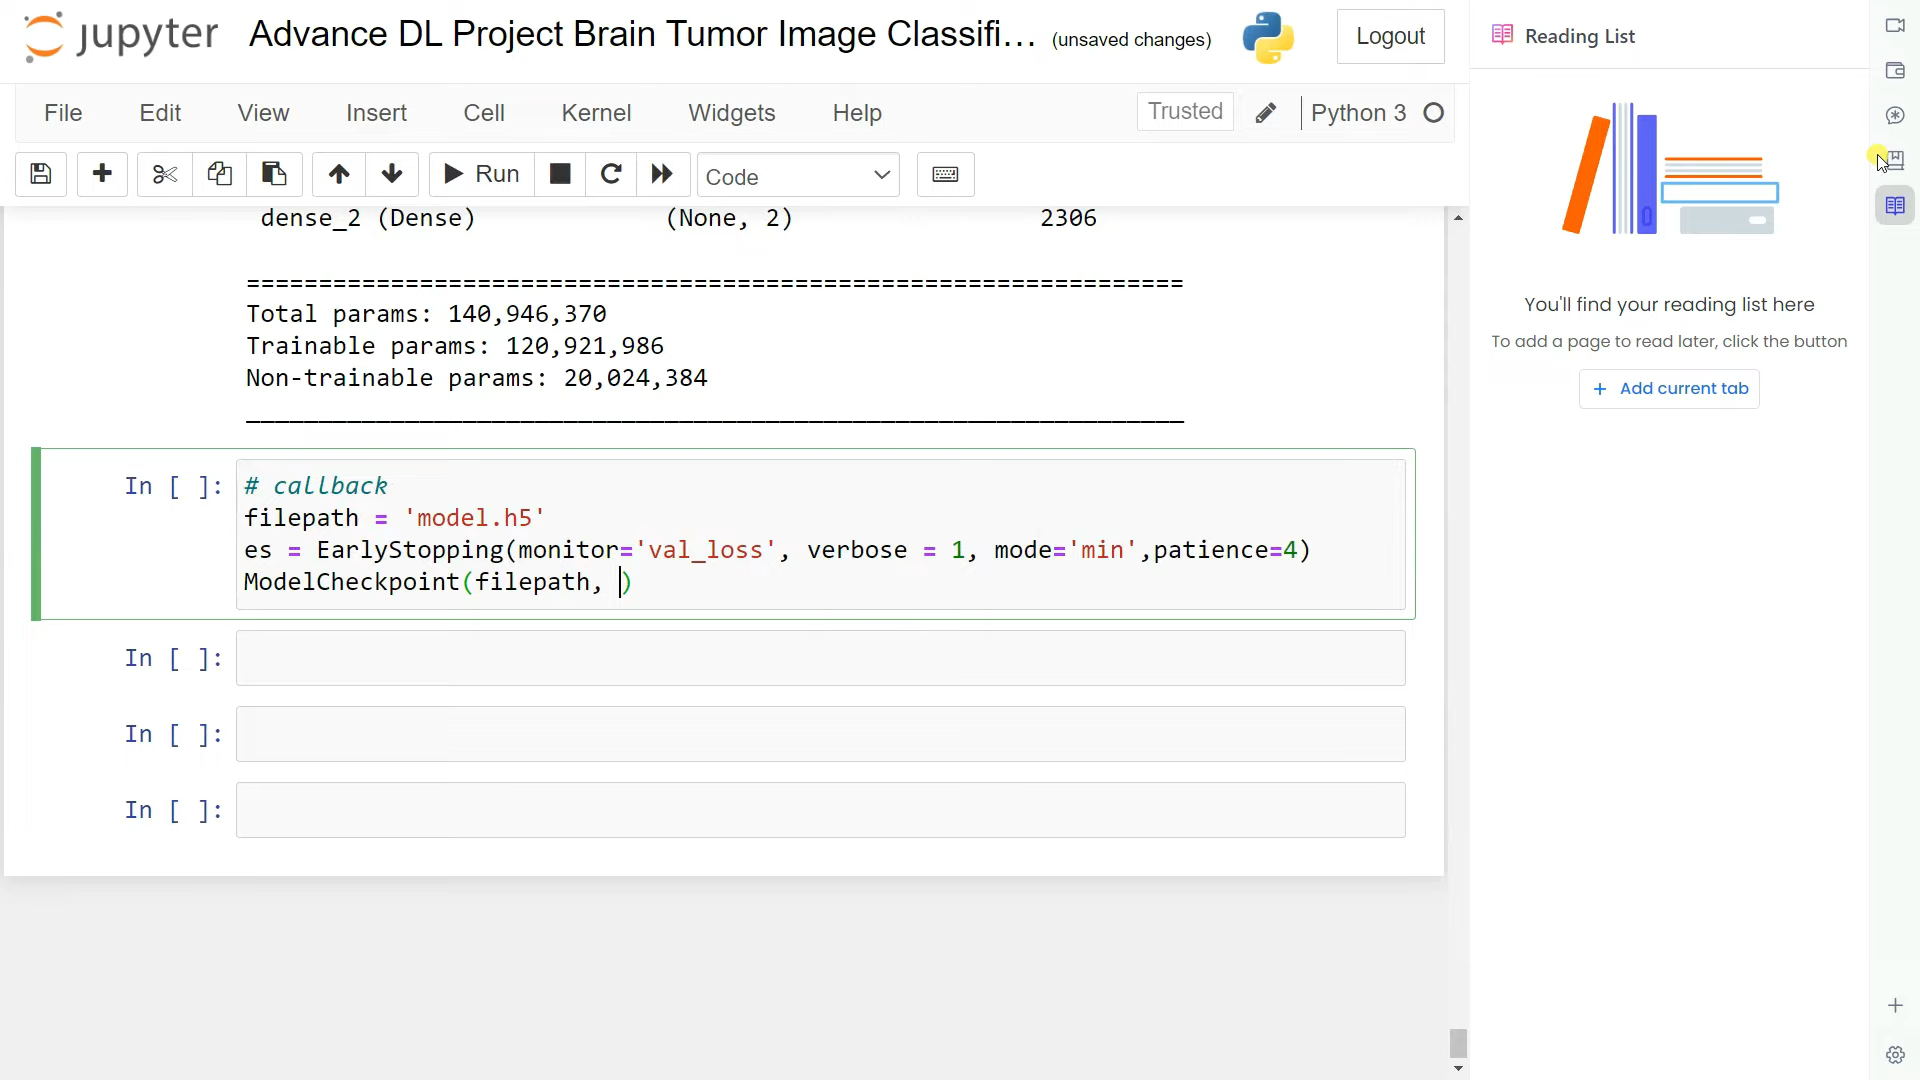 jupyter Advance DL Project Brain Tumor Image Classifi... (unsaved changes) Logout
File Edit View Insert Cell Kernel Widgets Help Trusted Python 3
Run Code
dense_2 (Dense) (None, 2) 2306
=================================================================
Total params: 140,946,370
Trainable params: 120,921,986
Non-trainable params: 20,024,384
_________________________________________________________________
In [ ]: # callback
filepath = 'model.h5'
es = EarlyStopping(monitor='val_loss', verbose = 1, mode='min',patience=4)
ModelCheckpoint(filepath, )
In [ ]:
In [ ]:
In [ ]:
Reading List
You'll find your reading list here
To add a page to read later, click the button
+ Add current tab